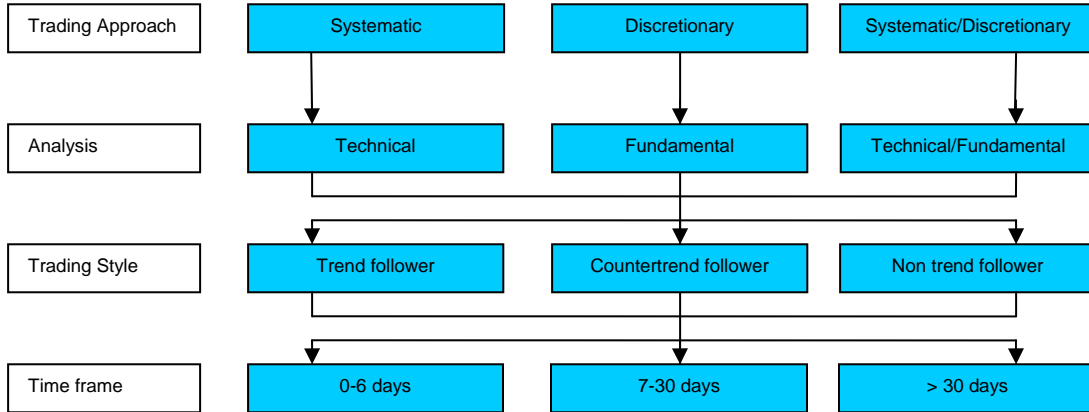 Trading Approach
Systematic
Discretionary
Systematic/Discretionary
Analysis
Technical
Fundamental
Technical/Fundamental
Trading Style
Trend follower
Countertrend follower
Non trend follower
Time frame
0-6 days
7-30 days
> 30 days